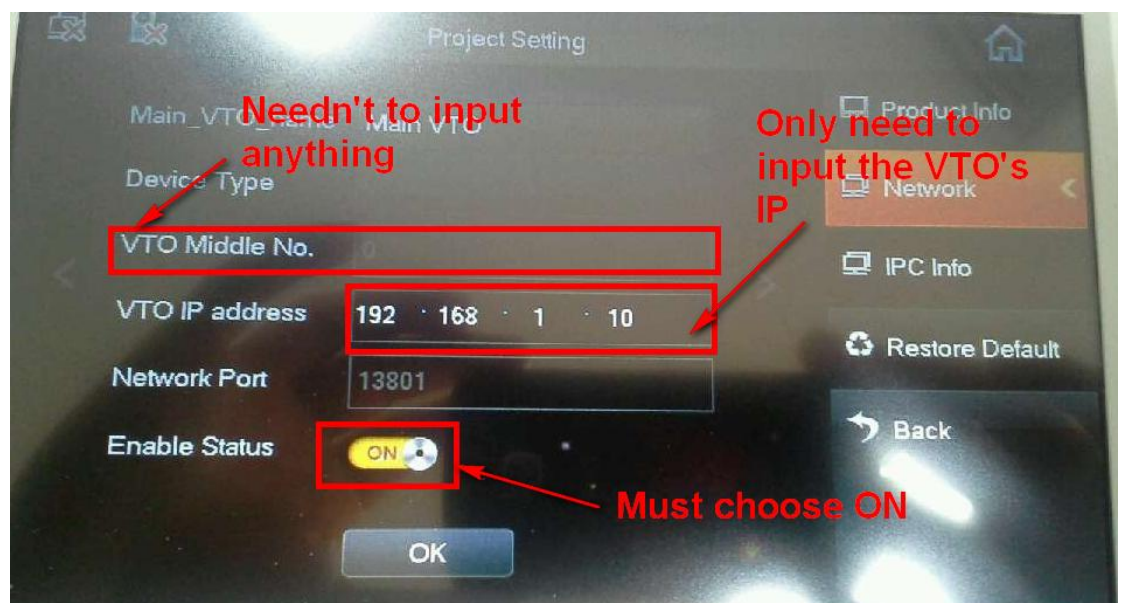 Project Setting
Needn't to input
anything
Main_VTO_name Main VTO
Product Info
Only need to
input the VTO's
IP
Device Type
Network
VTO Middle No. 0
IPC Info
VTO IP address 192 . 168 . 1 . 10
Restore Default
Network Port 13801
Back
Enable Status ON
Must choose ON
OK